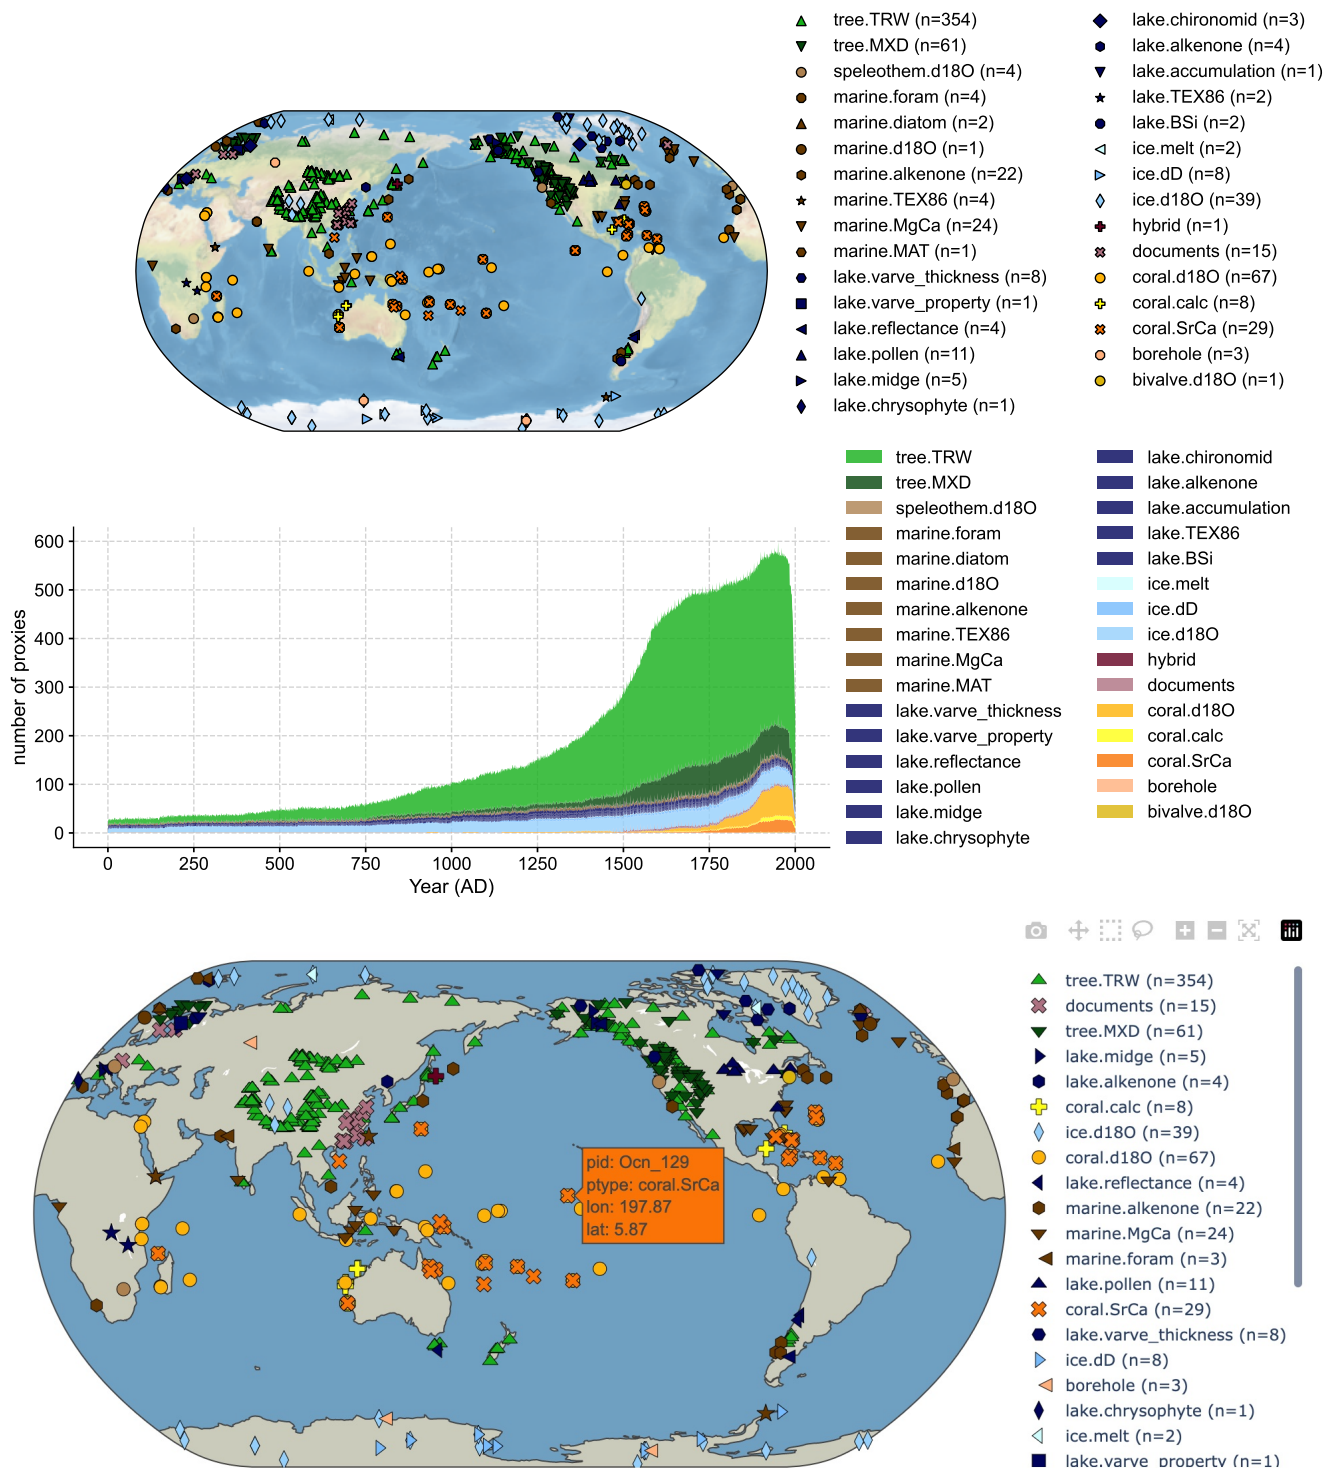 tree.TRW (n=354)
tree.MXD (n=61)
speleothem.d18O (n=4)
marine.foram (n=4)
marine.diatom (n=2)
marine.d18O (n=1)
marine.alkenone (n=22)
marine.TEX86 (n=4)
marine.MgCa (n=24)
marine.MAT (n=1)
lake.varve_thickness (n=8)
lake.varve_property (n=1)
lake.reflectance (n=4)
lake.pollen (n=11)
lake.midge (n=5)
lake.chrysophyte (n=1)
lake.chironomid (n=3)
lake.alkenone (n=4)
lake.accumulation (n=1)
lake.TEX86 (n=2)
lake.BSi (n=2)
ice.melt (n=2)
ice.dD (n=8)
ice.d18O (n=39)
hybrid (n=1)
documents (n=15)
coral.d18O (n=67)
coral.calc (n=8)
coral.SrCa (n=29)
borehole (n=3)
bivalve.d18O (n=1)
number of proxies
600
500
400
300
200
100
0
0 250 500 750 1000 1250 1500 1750 2000
Year (AD)
tree.TRW
tree.MXD
speleothem.d18O
marine.foram
marine.diatom
marine.d18O
marine.alkenone
marine.TEX86
marine.MgCa
marine.MAT
lake.varve_thickness
lake.varve_property
lake.reflectance
lake.pollen
lake.midge
lake.chrysophyte
lake.chironomid
lake.alkenone
lake.accumulation
lake.TEX86
lake.BSi
ice.melt
ice.dD
ice.d18O
hybrid
documents
coral.d18O
coral.calc
coral.SrCa
borehole
bivalve.d18O
pid: Ocn_129
ptype: coral.SrCa
lon: 197.87
lat: 5.87
tree.TRW (n=354)
documents (n=15)
tree.MXD (n=61)
lake.midge (n=5)
lake.alkenone (n=4)
coral.calc (n=8)
ice.d18O (n=39)
coral.d18O (n=67)
lake.reflectance (n=4)
marine.alkenone (n=22)
marine.MgCa (n=24)
marine.foram (n=3)
lake.pollen (n=11)
coral.SrCa (n=29)
lake.varve_thickness (n=8)
ice.dD (n=8)
borehole (n=3)
lake.chrysophyte (n=1)
ice.melt (n=2)
lake.varve_property (n=1)